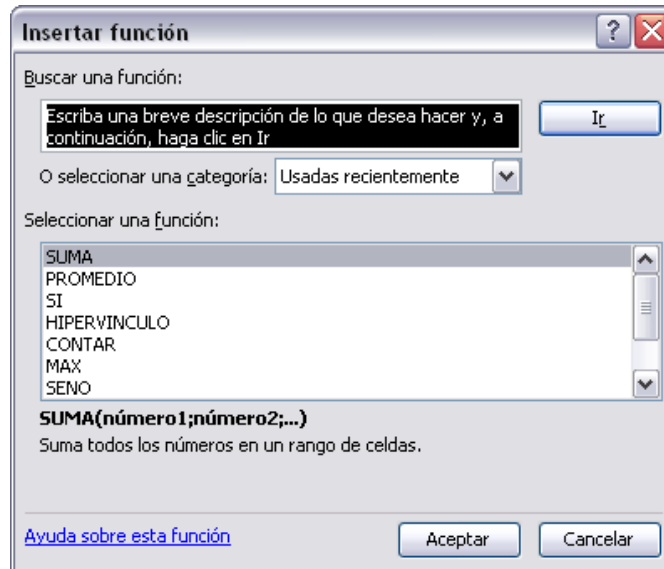 Insertar función
Buscar una función:
Escriba una breve descripción de lo que desea hacer y, a
continuación, haga clic en Ir
Ir
O seleccionar una categoría: Usadas recientemente
Seleccionar una función:
SUMA
PROMEDIO
SI
HIPERVINCULO
CONTAR
MAX
SENO
SUMA(número1;número2;...)
Suma todos los números en un rango de celdas.
Ayuda sobre esta función
Aceptar
Cancelar